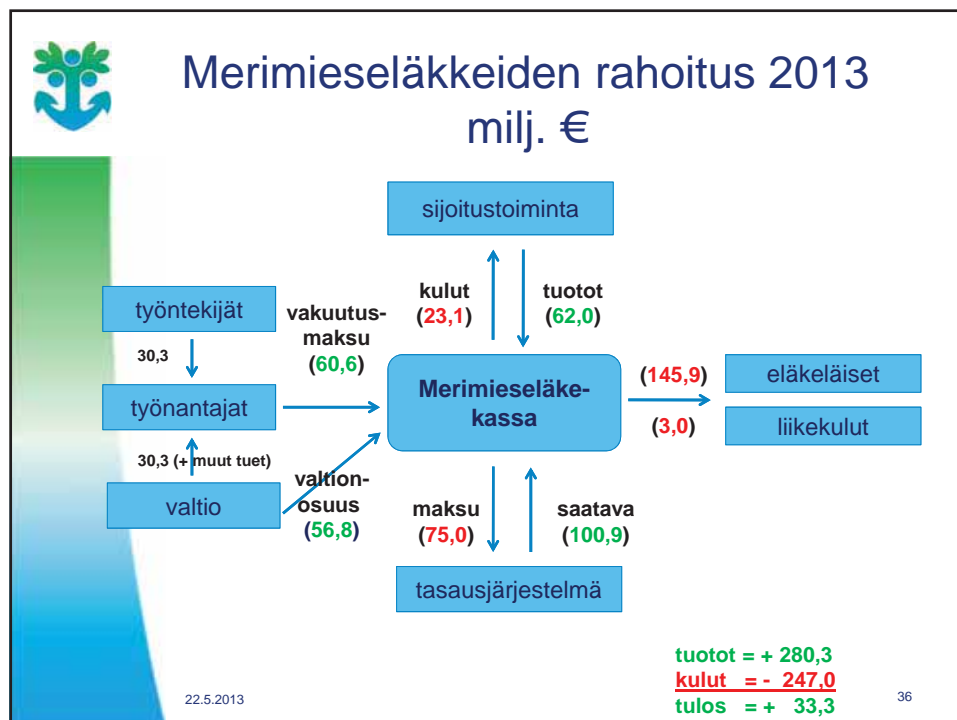 Merimieseläkkeiden rahoitus 2013
milj. €
sijoitustoiminta
kulut
(23,1)
tuotot
(62,0)
työntekijät
vakuutus-
maksu
(60,6)
30,3
työnantajat
Merimieseläke-
kassa
(145,9)
eläkeläiset
(3,0)
liikekulut
30,3 (+ muut tuet)
valtio
valtion-
osuus
(56,8)
maksu
(75,0)
saatava
(100,9)
tasausjärjestelmä
tuotot = + 280,3
kulut = - 247,0
tulos = + 33,3
22.5.2013
36